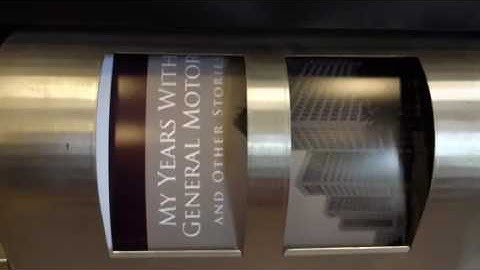 MY YEARS WITH
GENERAL MOTORS
AND OTHER STORIES